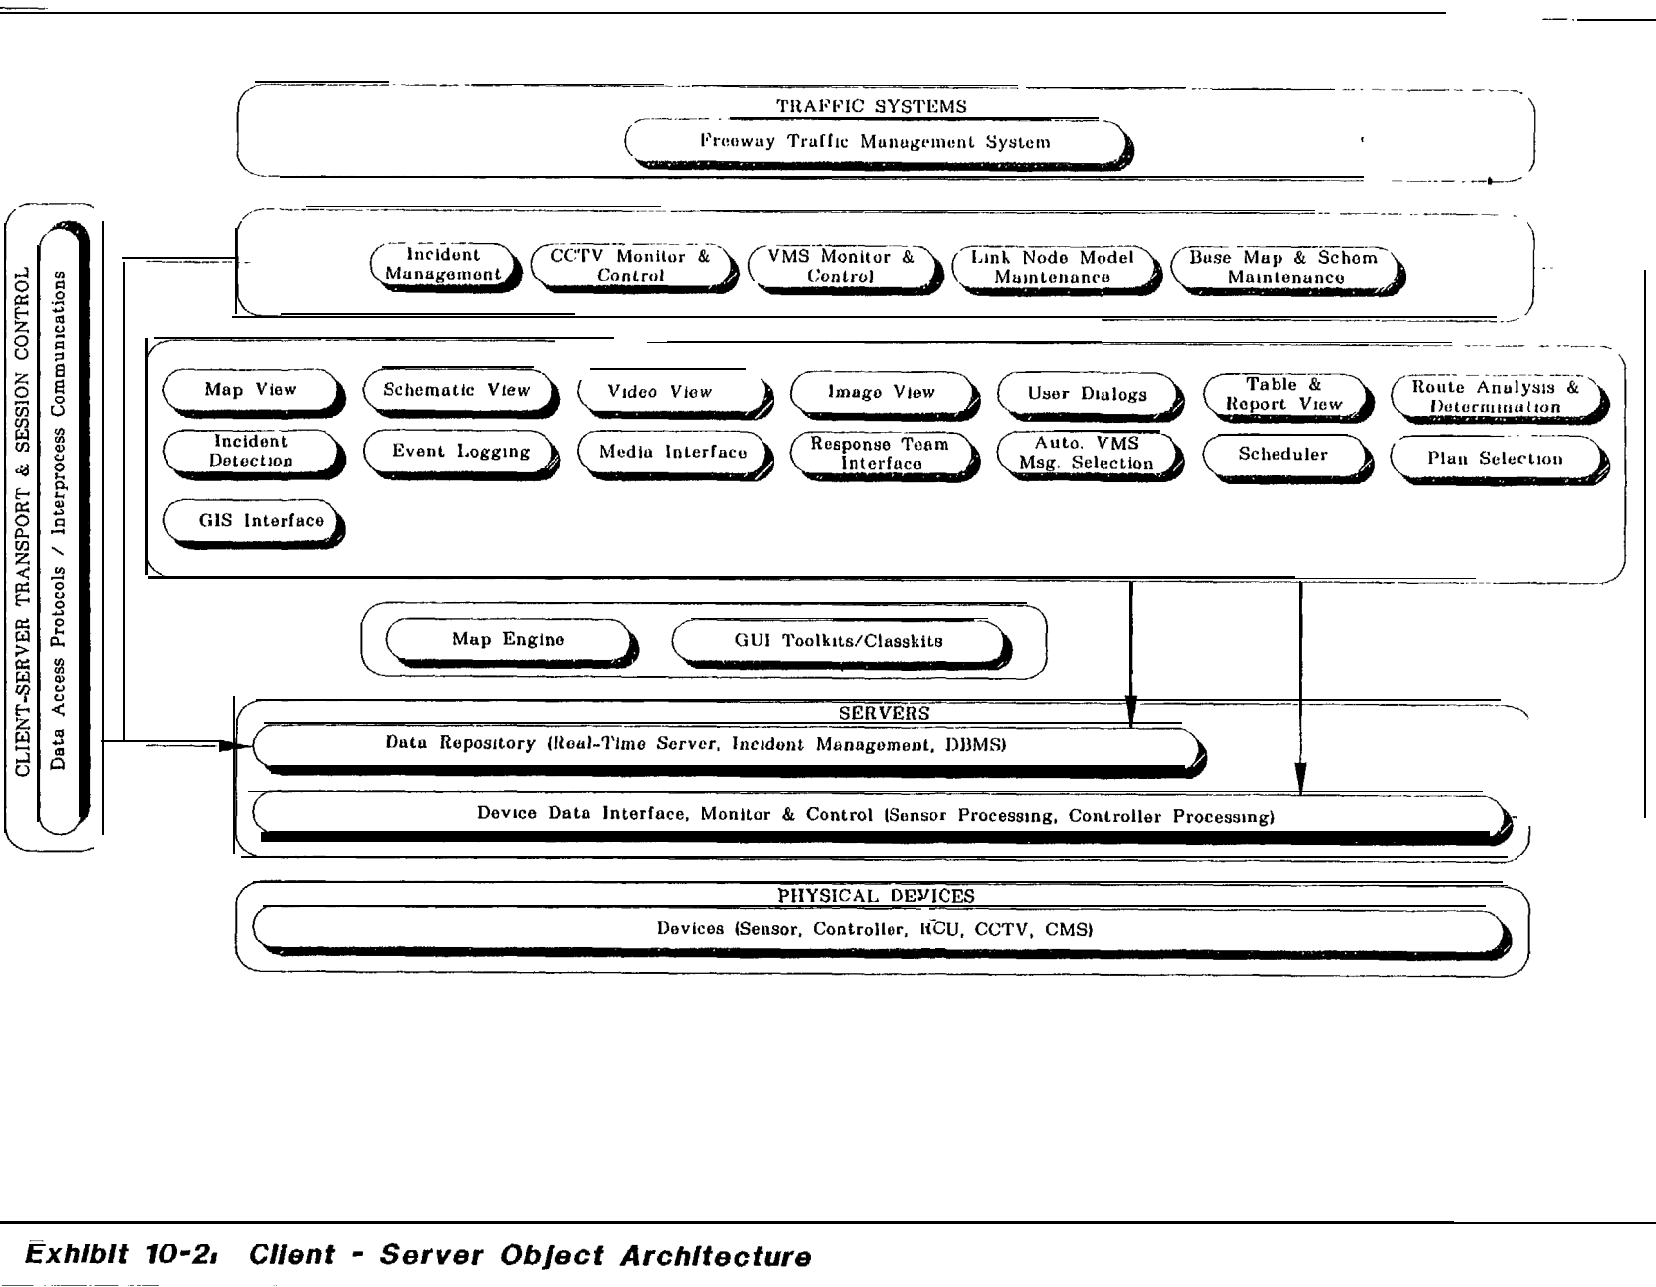 TRAFFIC SYSTEMS
Freeway Traffic Management System
Incident
Management
CCTV Monitor &
Control
VMS Monitor &
Control
Link Node Model
Maintenance
Base Map & Schem
Maintenance
CLIENT-SERVER TRANSPORT & SESSION CONTROL
Data Access Protocols / Interprocess Communications
Map View
Schematic View
Video View
Image View
User Dialogs
Table &
Report View
Route Analysis &
Determination
Incident
Detection
Event Logging
Media Interface
Response Team
Interface
Auto. VMS
Msg. Selection
Scheduler
Plan Selection
GIS Interface
Map Engine
GUI Toolkits/Classkits
SERVERS
Data Repository (Real-Time Server, Incident Management, DBMS)
Device Data Interface, Monitor & Control (Sensor Processing, Controller Processing)
PHYSICAL DEVICES
Devices (Sensor, Controller, RCU, CCTV, CMS)
Exhibit 10-2: Client - Server Object Architecture